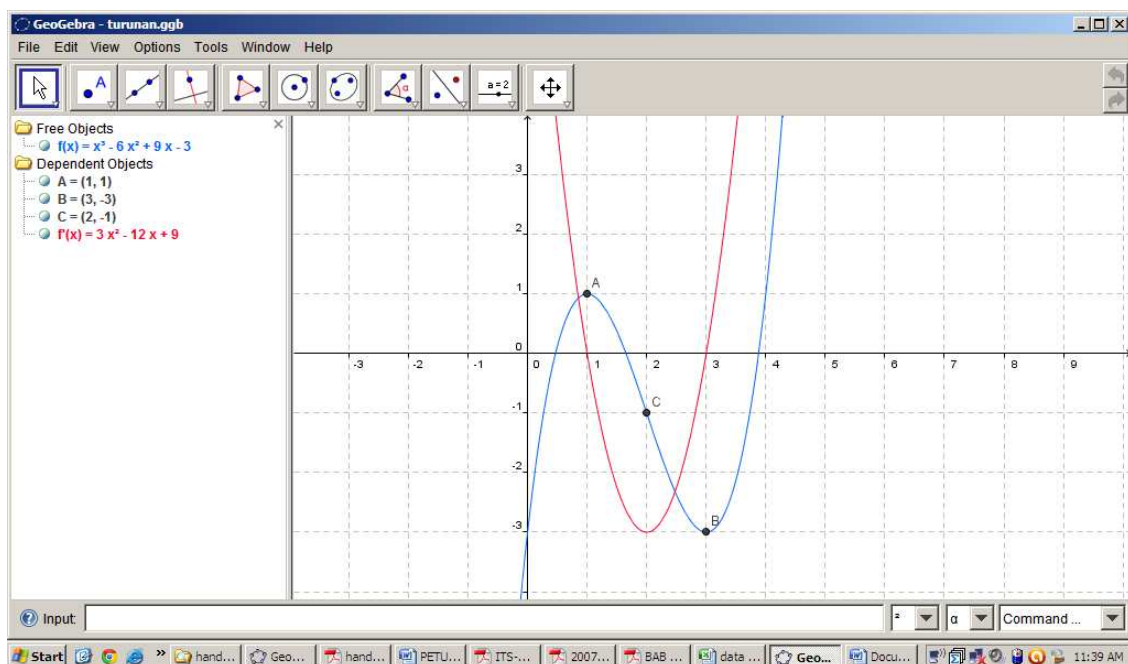 GeoGebra - turunan.ggb
File Edit View Options Tools Window Help
A
α
a = 2
Free Objects
f(x) = x³ - 6 x² + 9 x - 3
Dependent Objects
A = (1, 1)
B = (3, -3)
C = (2, -1)
f'(x) = 3 x² - 12 x + 9
3
2
1
0
-1
-2
-3
-3 -2 -1 0 1 2 3 4 5 6 7 8 9
A
C
B
Input:
² α Command ...
Start » hand... Geo... hand... PETU... ITS-... 2007... BAB ... data ... Geo... Docu... » 11:39 AM